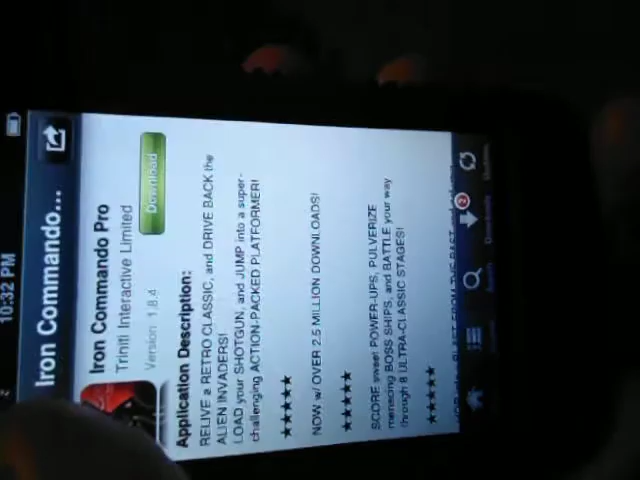 10:32 PM
Iron Commando...
Iron Commando Pro
Triniti Interactive Limited
Version: 1.8.4
Download
Application Description:
RELIVE a RETRO CLASSIC, and DRIVE BACK the
ALIEN INVADERS!
LOAD your SHOTGUN, and JUMP into a super-
challenging ACTION-PACKED PLATFORMER!
★★★★★
NOW w/ OVER 2.5 MILLION DOWNLOADS!
★★★★★
SCORE sweet POWER-UPS, PULVERIZE
menacing BOSS SHIPS, and BATTLE your way
through 8 ULTRA-CLASSIC STAGES!
★★★★★
2
Downloads